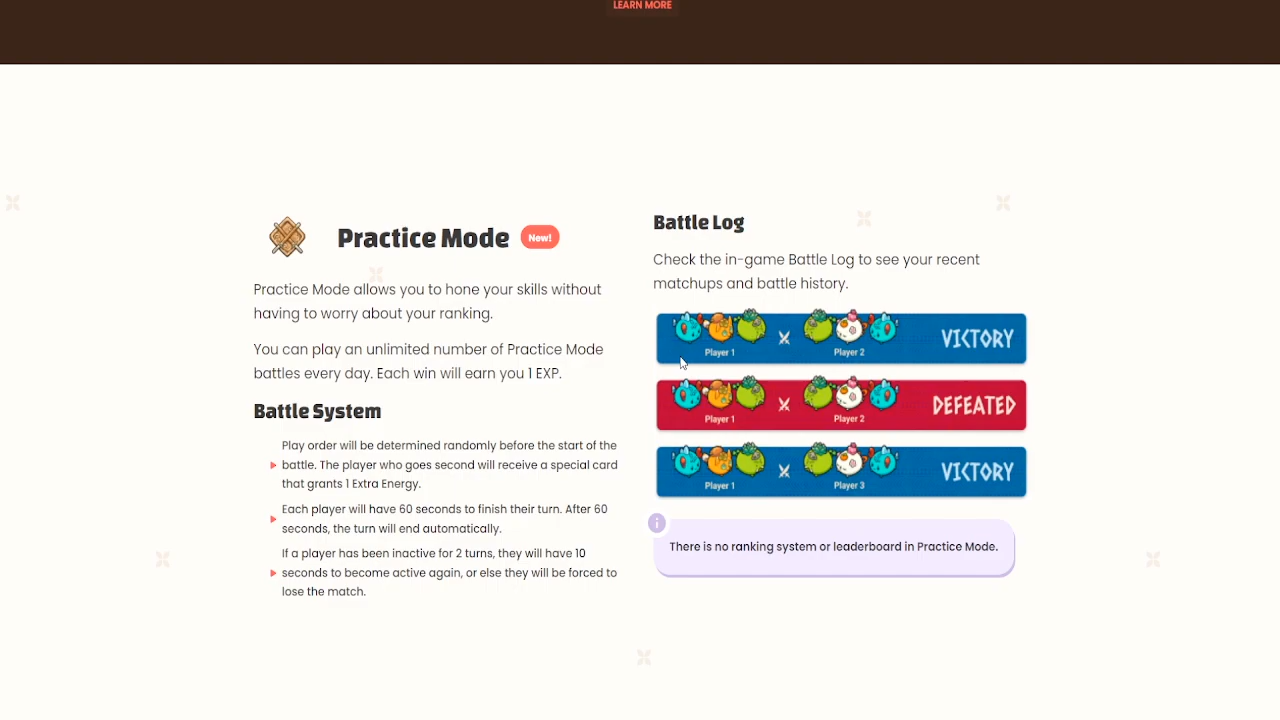 LEARN MORE
Practice Mode
New!
Practice Mode allows you to hone your skills without
having to worry about your ranking.
You can play an unlimited number of Practice Mode
battles every day. Each win will earn you 1 EXP.
Battle System
Play order will be determined randomly before the start of the
battle. The player who goes second will receive a special card
that grants 1 Extra Energy.
Each player will have 60 seconds to finish their turn. After 60
seconds, the turn will end automatically.
If a player has been inactive for 2 turns, they will have 10
seconds to become active again, or else they will be forced to
lose the match.
Battle Log
Check the in-game Battle Log to see your recent
matchups and battle history.
Player 1
Player 2
VICTORY
Player 1
Player 2
DEFEATED
Player 1
Player 3
VICTORY
i
There is no ranking system or leaderboard in Practice Mode.